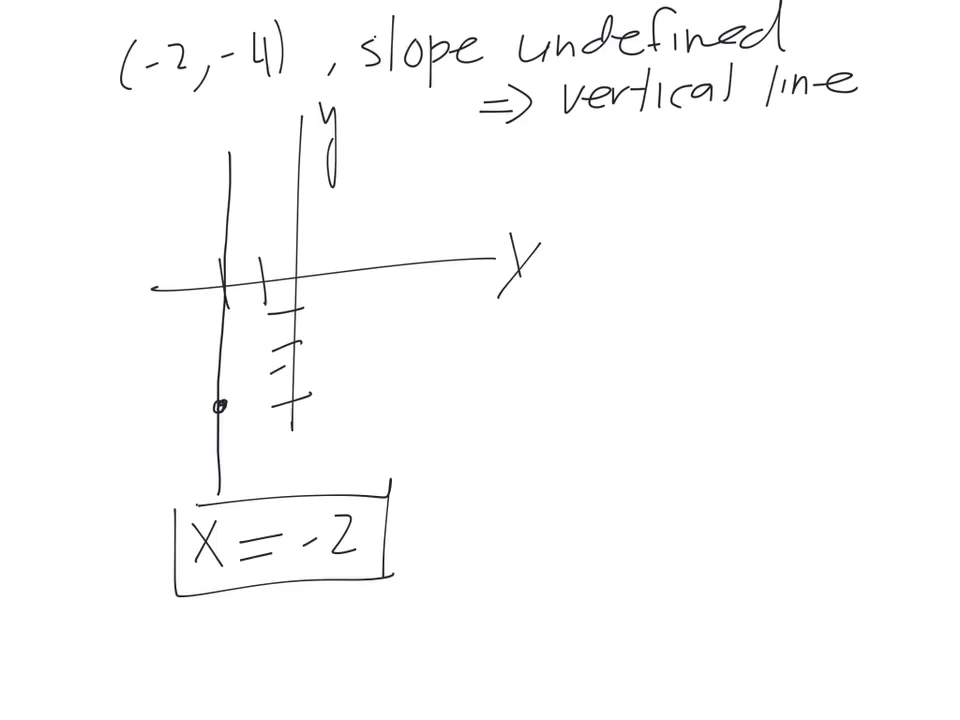 (-2, -4) , slope undefined
=> vertical line
y
x
x = -2